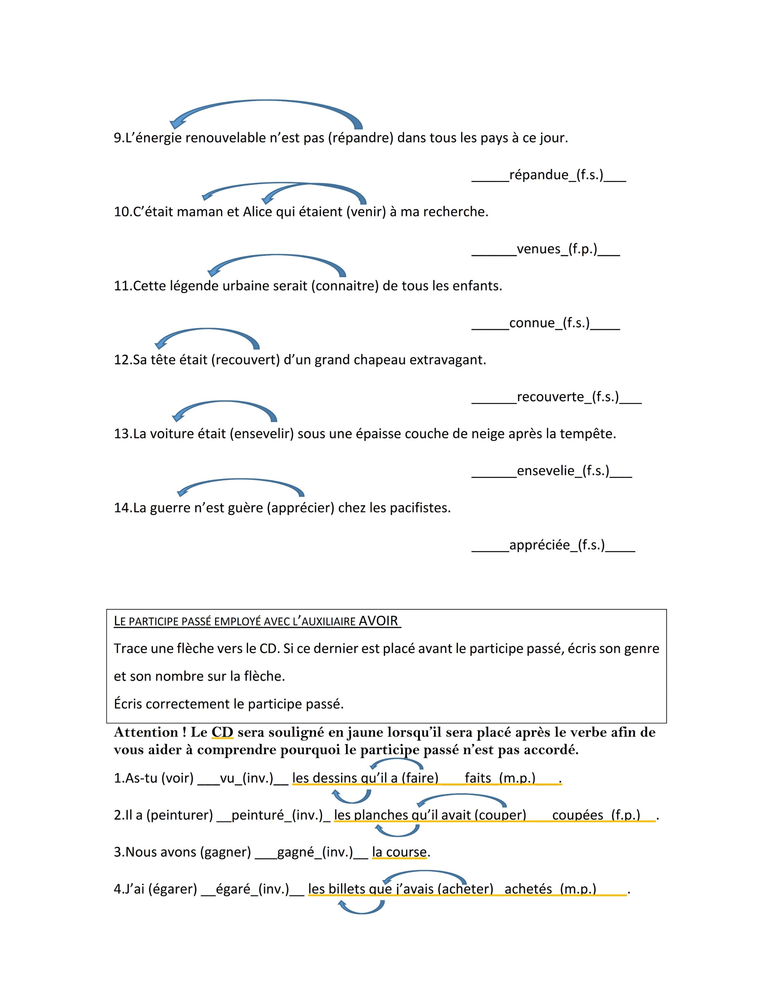 9.L’énergie renouvelable n’est pas (répandre) dans tous les pays à ce jour.
_____répandue_(f.s.)___
10.C’était maman et Alice qui étaient (venir) à ma recherche.
______venues_(f.p.)___
11.Cette légende urbaine serait (connaitre) de tous les enfants.
_____connue_(f.s.)____
12.Sa tête était (recouvert) d’un grand chapeau extravagant.
______recouverte_(f.s.)___
13.La voiture était (ensevelir) sous une épaisse couche de neige après la tempête.
______ensevelie_(f.s.)___
14.La guerre n’est guère (apprécier) chez les pacifistes.
_____appréciée_(f.s.)____
LE PARTICIPE PASSÉ EMPLOYÉ AVEC L’AUXILIAIRE AVOIR
Trace une flèche vers le CD. Si ce dernier est placé avant le participe passé, écris son genre
et son nombre sur la flèche.
Écris correctement le participe passé.
Attention ! Le CD sera souligné en jaune lorsqu’il sera placé après le verbe afin de
vous aider à comprendre pourquoi le participe passé n’est pas accordé.
1.As-tu (voir) ___vu_(inv.)__ les dessins qu’il a (faire) ___faits_(m.p.)___.
2.Il a (peinturer) __peinturé_(inv.)_ les planches qu’il avait (couper) ___coupées_(f.p.)__.
3.Nous avons (gagner) ___gagné_(inv.)__ la course.
4.J’ai (égarer) __égaré_(inv.)__ les billets que j’avais (acheter) _achetés_(m.p.)____.